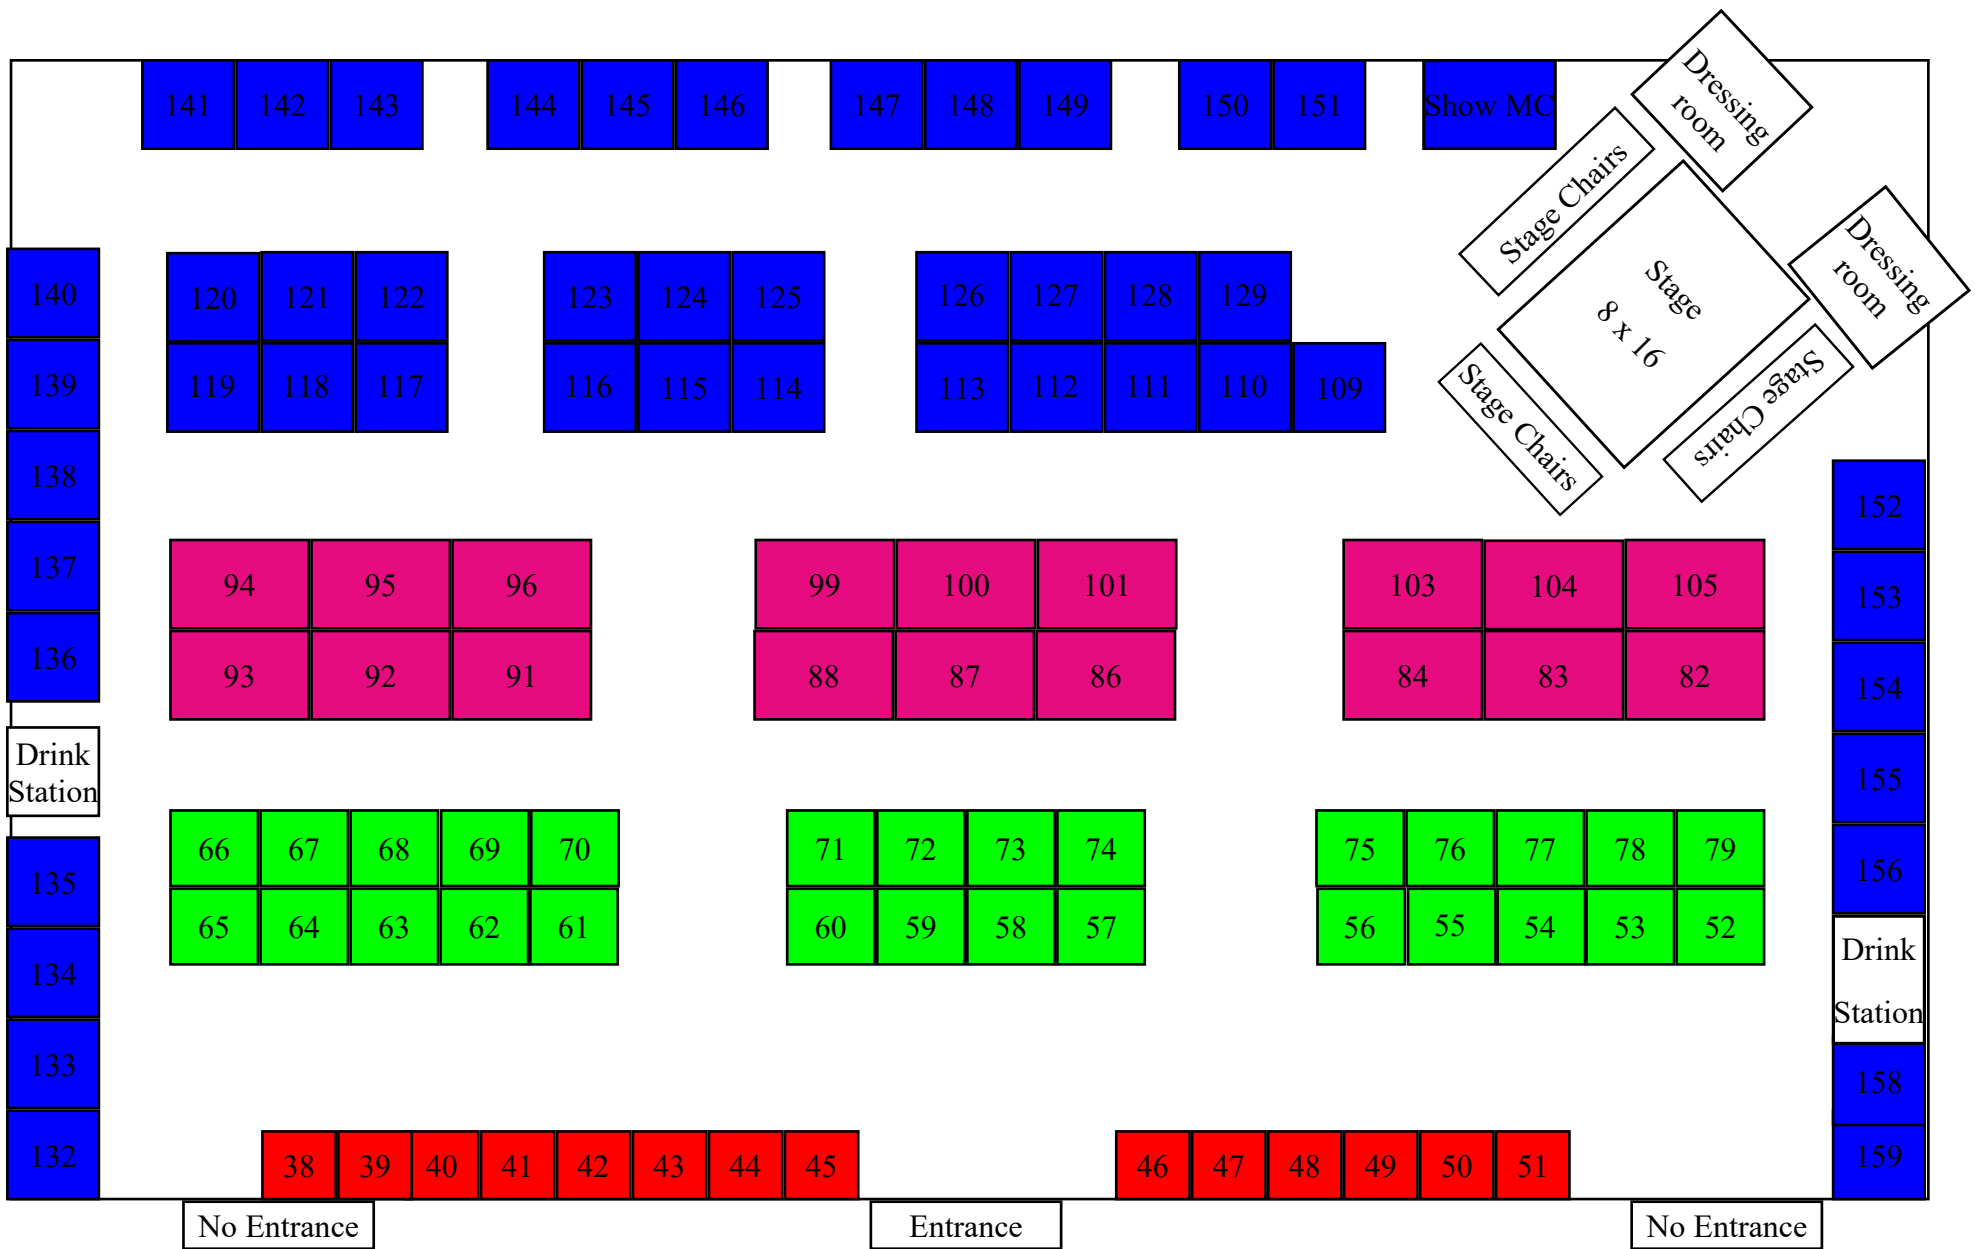 141 142 143 144 145 146 147 148 149 150 151 Show MC
Dressing
room
Stage Chairs
Dressing
room
Stage
8 x 16
Stage Chairs
Stage Chairs
140 120 121 122 123 124 125 126 127 128 129
139 119 118 117 116 115 114 113 112 111 110 109
138
152
137 94 95 96 99 100 101 103 104 105 153
136 93 92 91 88 87 86 84 83 82 154
Drink
Station
155
66 67 68 69 70 71 72 73 74 75 76 77 78 79
135 156
65 64 63 62 61 60 59 58 57 56 55 54 53 52
Drink
Station
134
133 158
132 38 39 40 41 42 43 44 45 46 47 48 49 50 51 159
No Entrance Entrance No Entrance